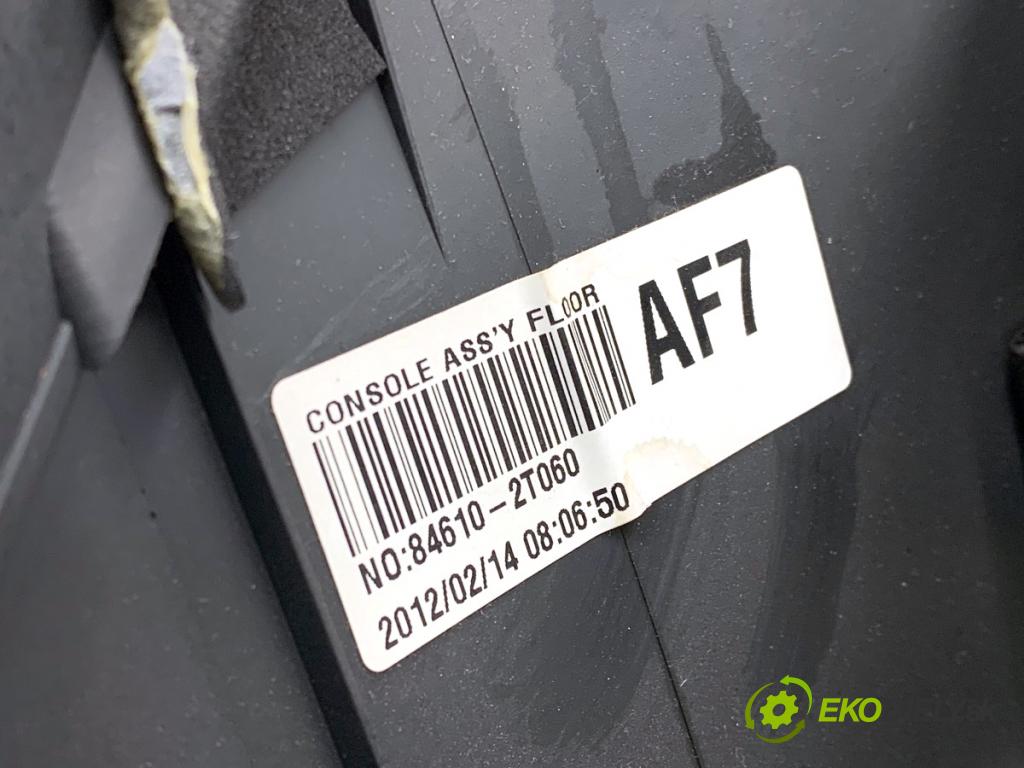 CONSOLE ASS'Y FLOOR
AF7
NO:84610-2T060
2012/02/14 08:06:50
EKO